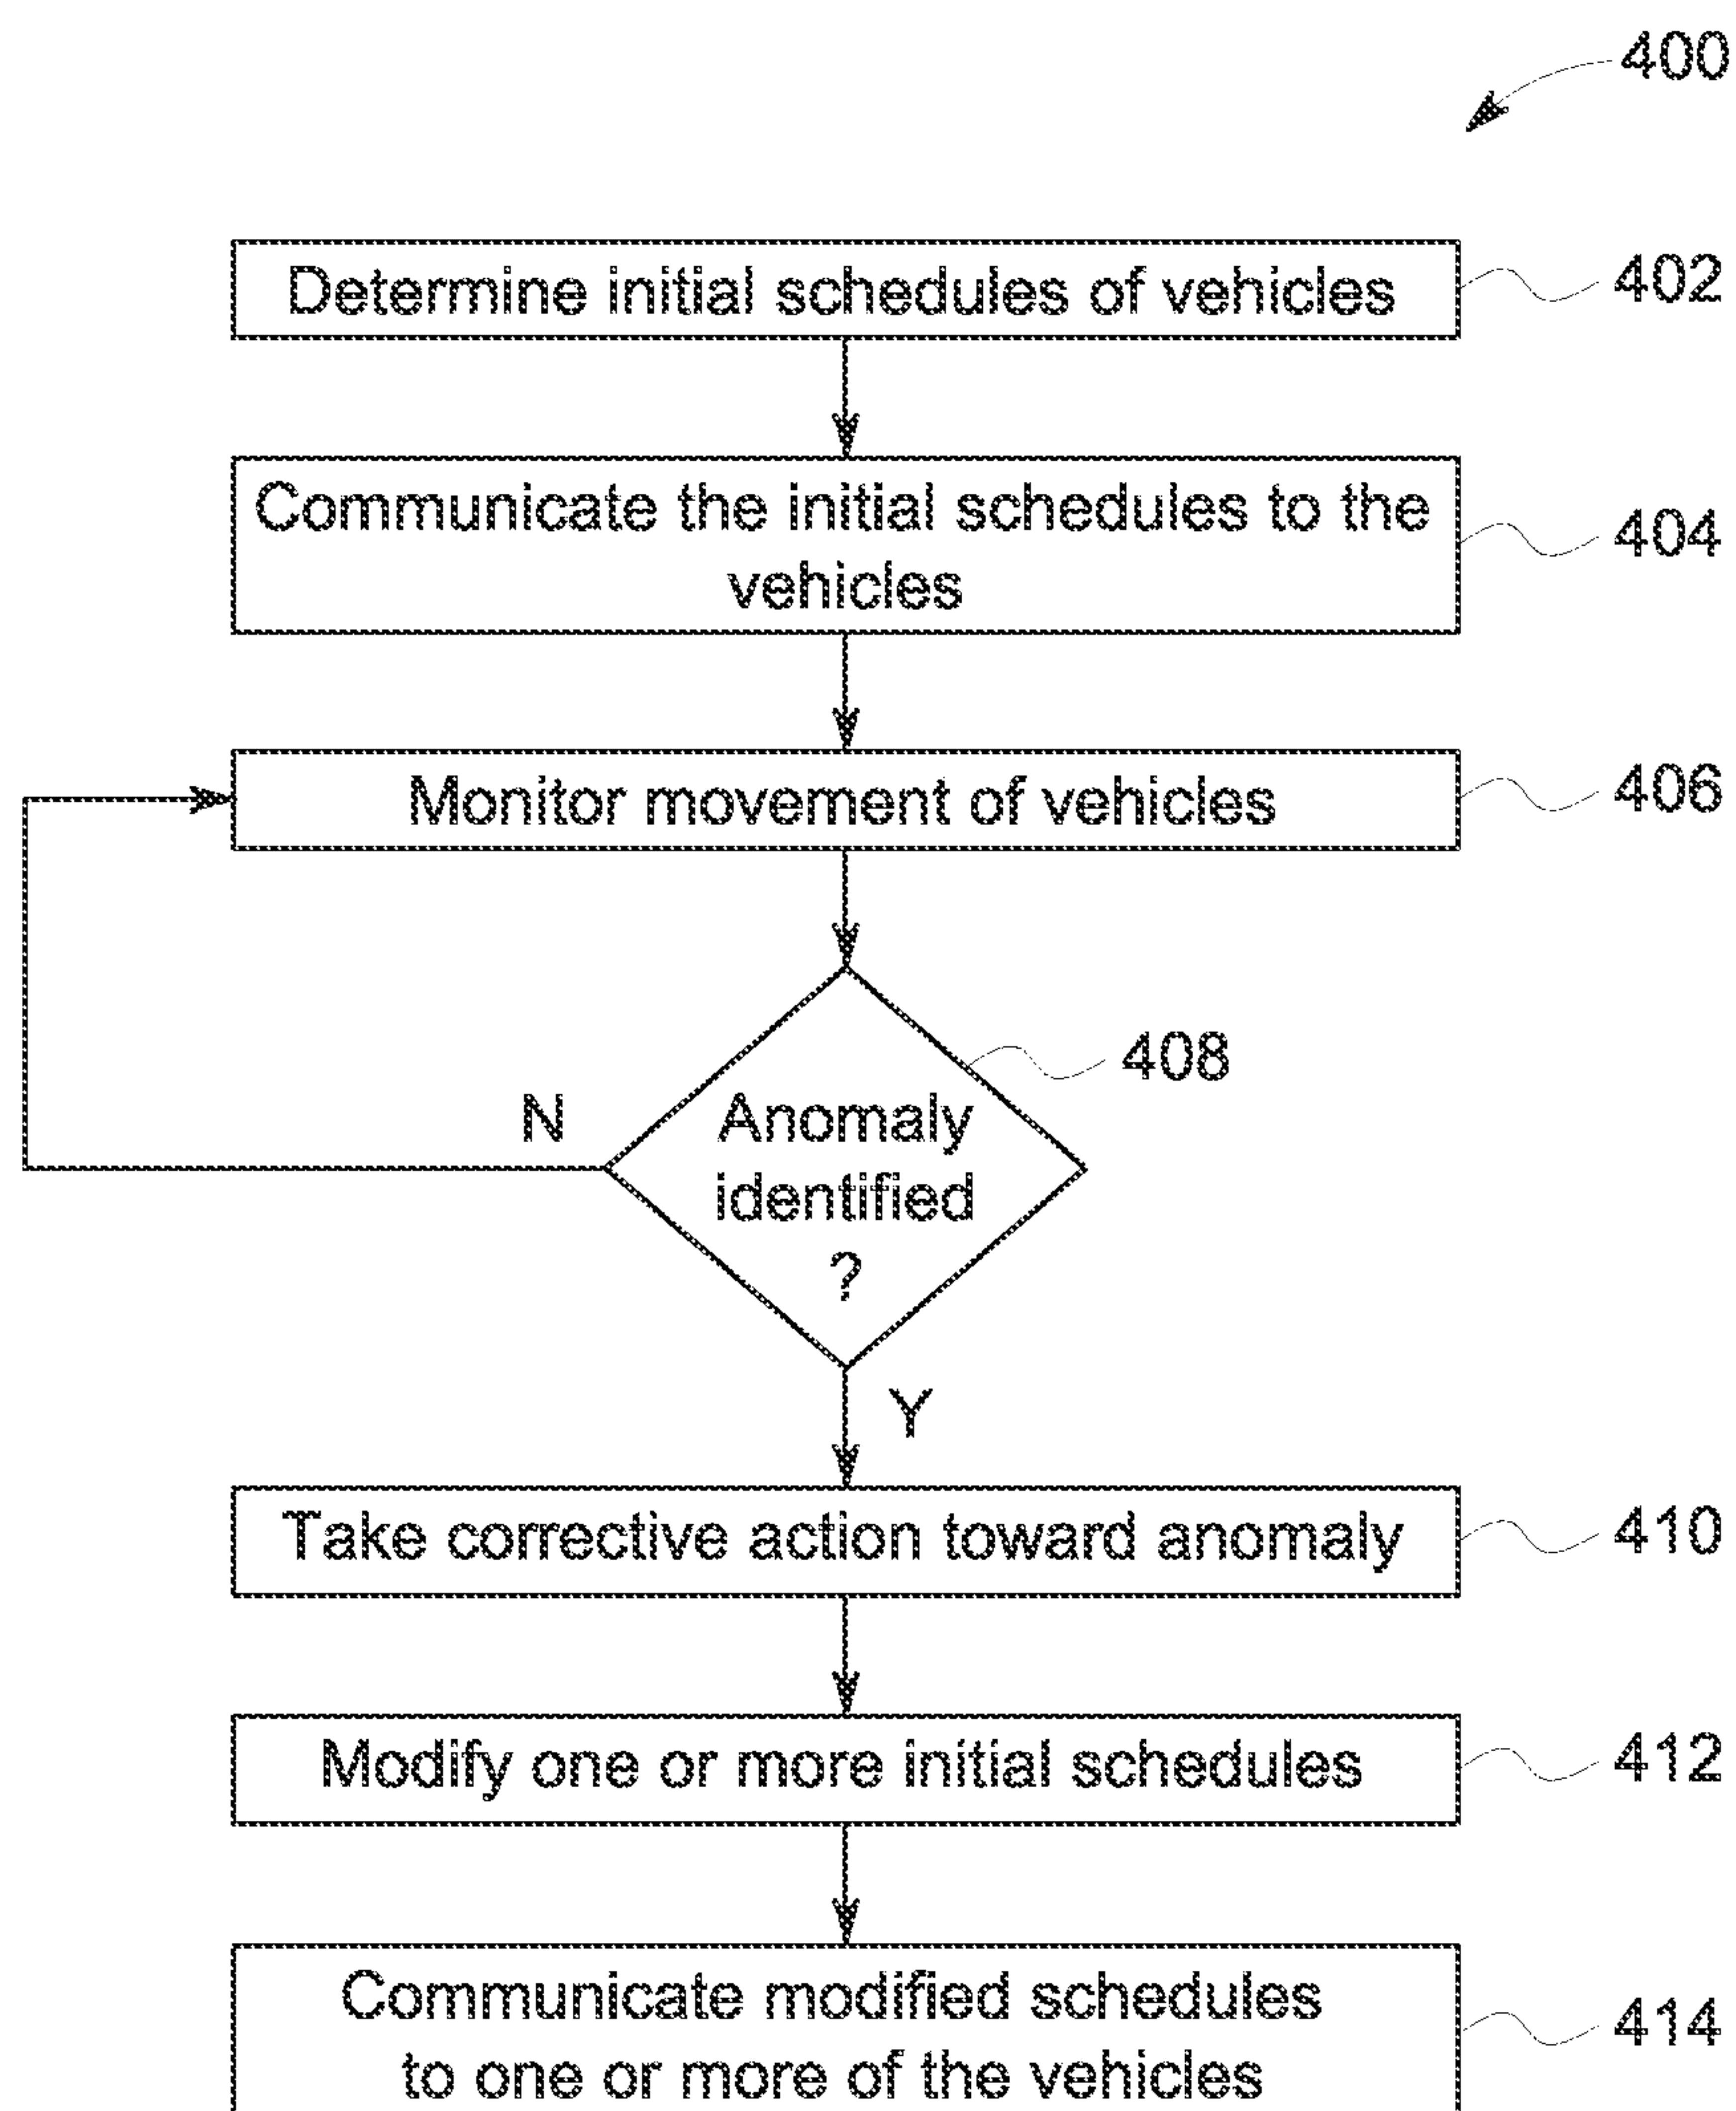 400
Determine initial schedules of vehicles
402
Communicate the initial schedules to the
vehicles
404
Monitor movement of vehicles
406
408
N
Anomaly
identified
?
Y
Take corrective action toward anomaly
410
Modify one or more initial schedules
412
Communicate modified schedules
to one or more of the vehicles
414